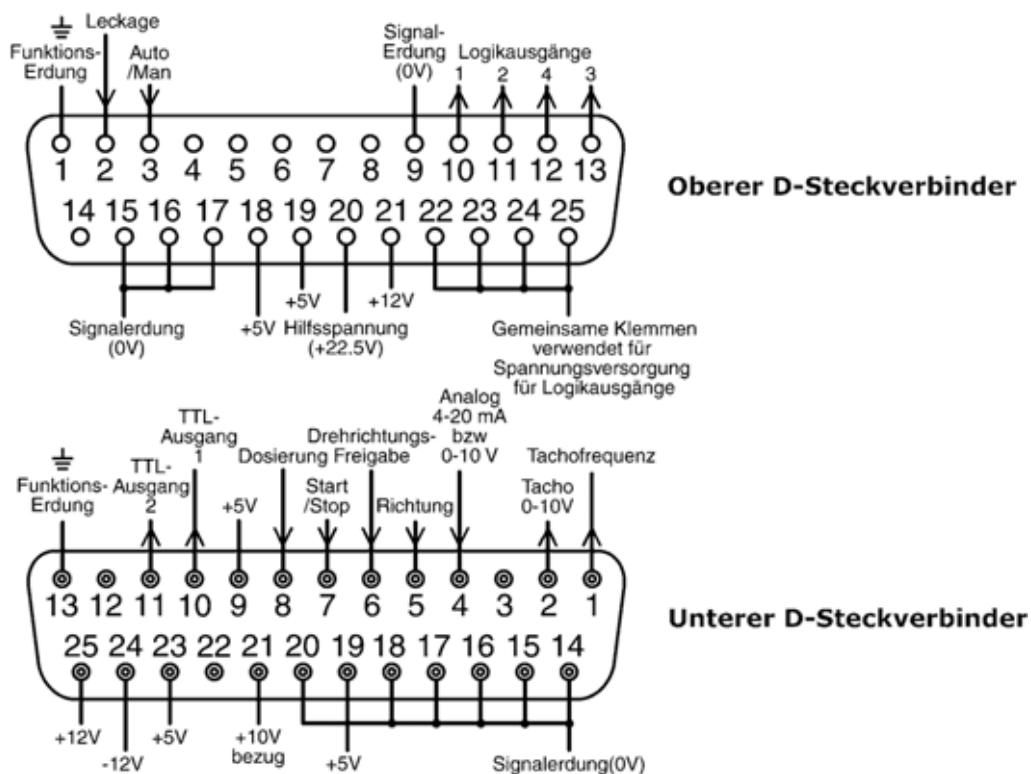 Leckage
Funktions-
Erdung
Auto
/Man
Signal-
Erdung
(0V)
Logikausgänge
1 2 4 3
1 2 3 4 5 6 7 8 9 10 11 12 13
14 15 16 17 18 19 20 21 22 23 24 25
Oberer D-Steckverbinder
Signalerdung
(0V)
+5V
+5V
Hilfsspannung
(+22.5V)
+12V
Gemeinsame Klemmen
verwendet für
Spannungsversorgung
für Logikausgänge
Funktions-
Erdung
TTL-
Ausgang
2
TTL-
Ausgang
1
+5V
Dosierung
Start
/Stop
Drehrichtungs-
Freigabe
Richtung
Analog
4-20 mA
bzw
0-10 V
Tacho
0-10V
Tachofrequenz
13 12 11 10 9 8 7 6 5 4 3 2 1
25 24 23 22 21 20 19 18 17 16 15 14
Unterer D-Steckverbinder
+12V
-12V
+5V
+10V
bezug
+5V
Signalerdung(0V)